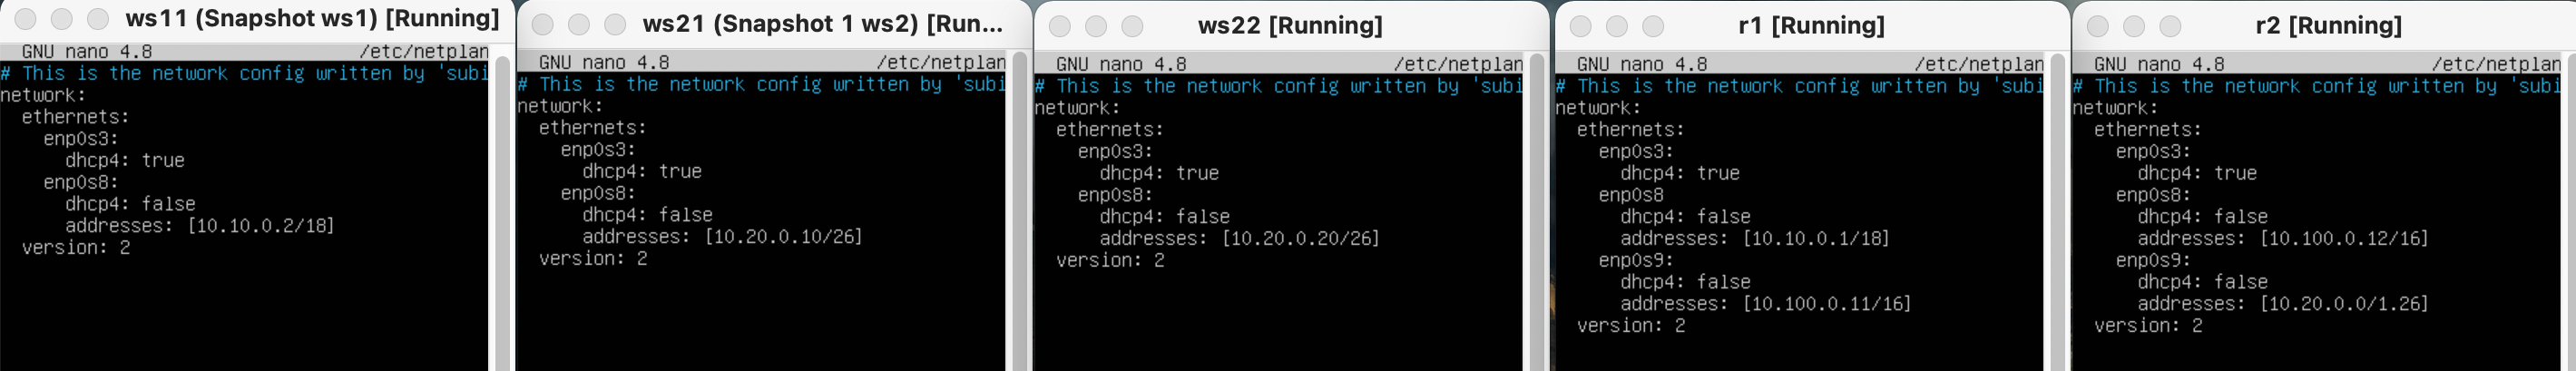 ws11 (Snapshot ws1) [Running]
GNU nano 4.8 /etc/netplan
# This is the network config written by 'subi
network:
  ethernets:
    enp0s3:
      dhcp4: true
    enp0s8:
      dhcp4: false
      addresses: [10.10.0.2/18]
  version: 2
ws21 (Snapshot 1 ws2) [Run...
GNU nano 4.8 /etc/netplan
# This is the network config written by 'subi
network:
  ethernets:
    enp0s3:
      dhcp4: true
    enp0s8:
      dhcp4: false
      addresses: [10.20.0.10/26]
  version: 2
ws22 [Running]
GNU nano 4.8 /etc/netplan
# This is the network config written by 'subi
network:
  ethernets:
    enp0s3:
      dhcp4: true
    enp0s8:
      dhcp4: false
      addresses: [10.20.0.20/26]
  version: 2
r1 [Running]
GNU nano 4.8 /etc/netplan
# This is the network config written by 'subi
network:
  ethernets:
    enp0s3:
      dhcp4: true
    enp0s8
      dhcp4: false
      addresses: [10.10.0.1/18]
    enp0s9:
      dhcp4: false
      addresses: [10.100.0.11/16]
  version: 2
r2 [Running]
GNU nano 4.8 /etc/netplan
# This is the network config written by 'subi
network:
  ethernets:
    enp0s3:
      dhcp4: true
    enp0s8:
      dhcp4: false
      addresses: [10.100.0.12/16]
    enp0s9:
      dhcp4: false
      addresses: [10.20.0.0/1.26]
  version: 2